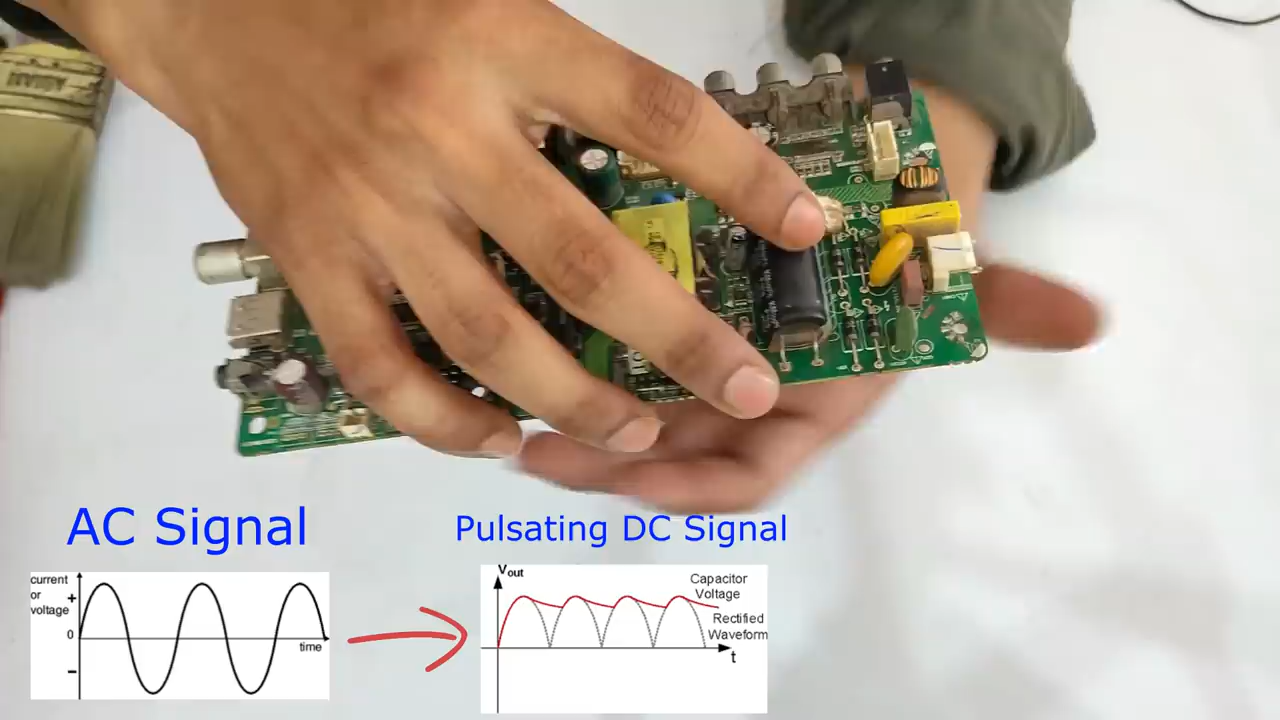 AC Signal
Pulsating DC Signal
current
or
voltage
+
0
−
time
Vout
Capacitor
Voltage
Rectified
Waveform
t